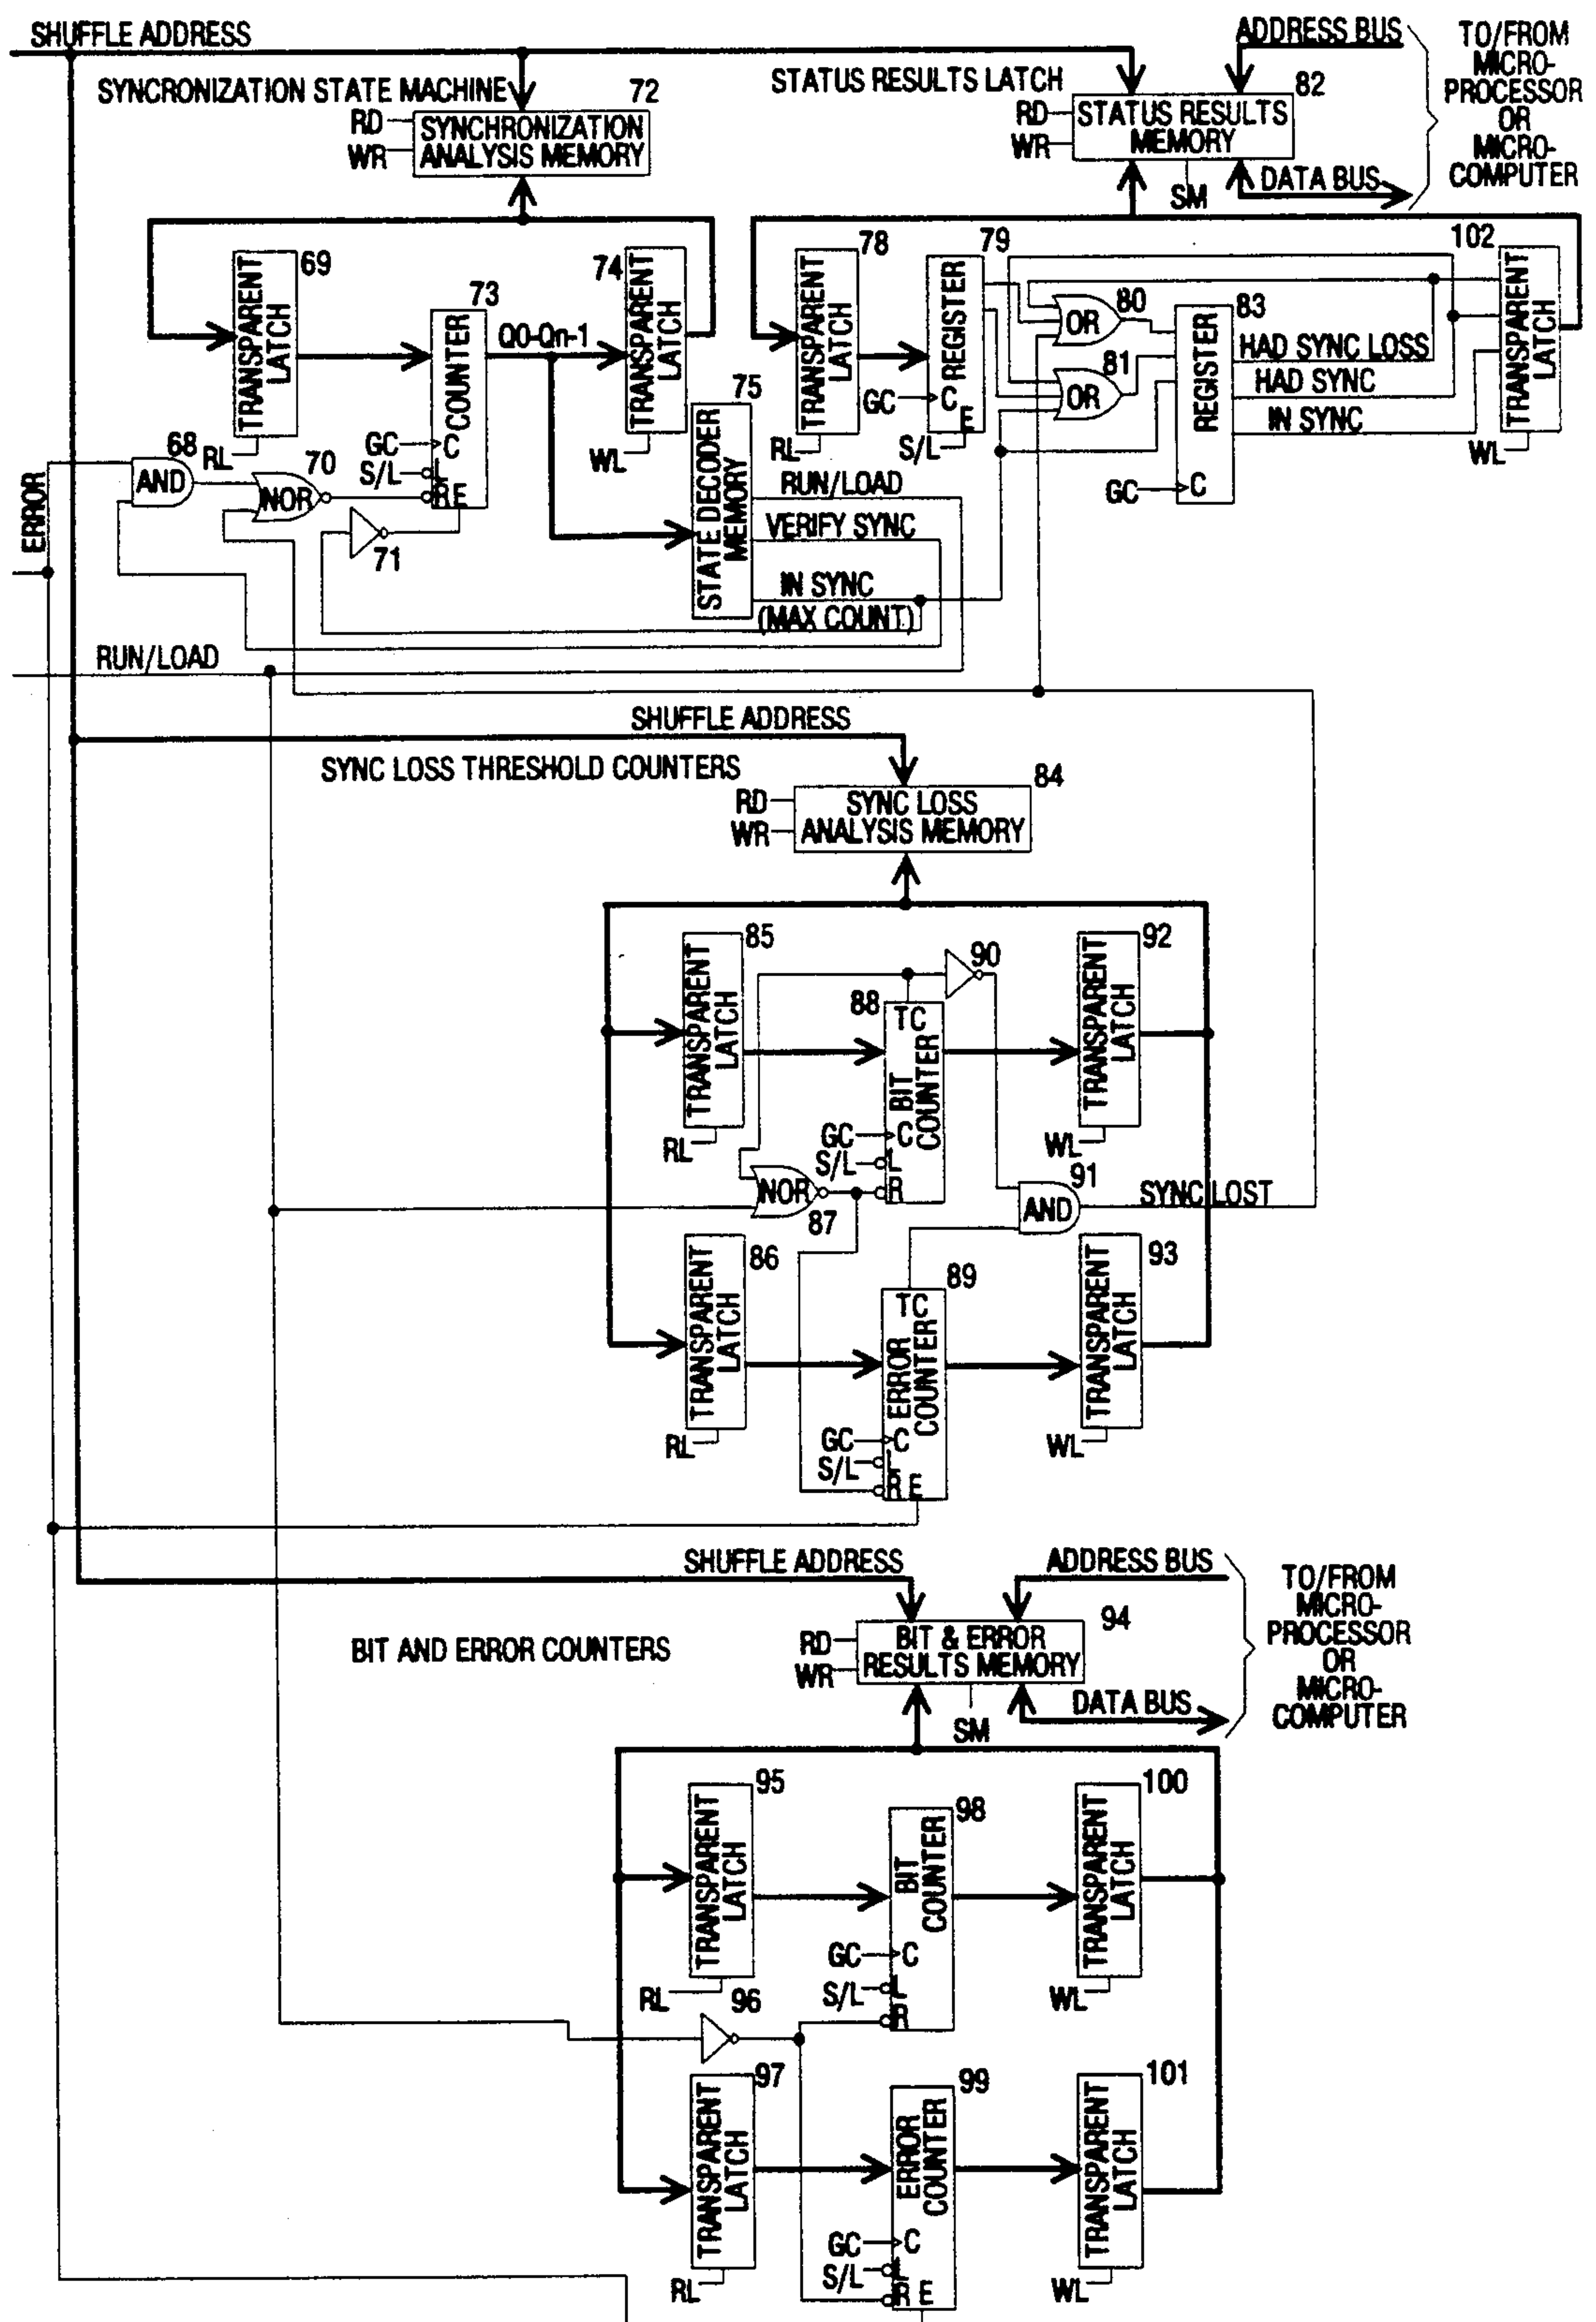 SHUFFLE ADDRESS
ADDRESS BUS
TO/FROM
MICRO-
PROCESSOR
OR
MICRO-
COMPUTER
SYNCRONIZATION STATE MACHINE
72
STATUS RESULTS LATCH
82
RD
WR
SYNCHRONIZATION
ANALYSIS MEMORY
RD
WR
STATUS RESULTS
MEMORY
SM
DATA BUS
69
TRANSPARENT
LATCH
RL
73
COUNTER
GC
C
S/L
L
R E
Q0-Qn-1
74
TRANSPARENT
LATCH
WL
75
STATE DECODER
MEMORY
78
TRANSPARENT
LATCH
RL
79
REGISTER
GC
C
E
S/L
80
OR
81
OR
83
REGISTER
GC
C
HAD SYNC LOSS
HAD SYNC
IN SYNC
102
TRANSPARENT
LATCH
WL
ERROR
68
AND
70
NOR
71
RUN/LOAD
VERIFY SYNC
IN SYNC
(MAX COUNT)
RUN/LOAD
SHUFFLE ADDRESS
SYNC LOSS THRESHOLD COUNTERS
84
RD
WR
SYNC LOSS
ANALYSIS MEMORY
85
TRANSPARENT
LATCH
RL
88
TC
BIT
COUNTER
GC
C
S/L
L
R
90
92
TRANSPARENT
LATCH
WL
NOR
87
91
AND
SYNC LOST
86
TRANSPARENT
LATCH
RL
89
TC
ERROR
COUNTER
GC
C
S/L
L
R E
93
TRANSPARENT
LATCH
WL
SHUFFLE ADDRESS
ADDRESS BUS
TO/FROM
MICRO-
PROCESSOR
OR
MICRO-
COMPUTER
BIT AND ERROR COUNTERS
94
RD
WR
BIT & ERROR
RESULTS MEMORY
SM
DATA BUS
95
TRANSPARENT
LATCH
RL
98
BIT
COUNTER
GC
C
S/L
L
R
100
TRANSPARENT
LATCH
WL
96
97
TRANSPARENT
LATCH
RL
99
ERROR
COUNTER
GC
C
S/L
L
R E
101
TRANSPARENT
LATCH
WL